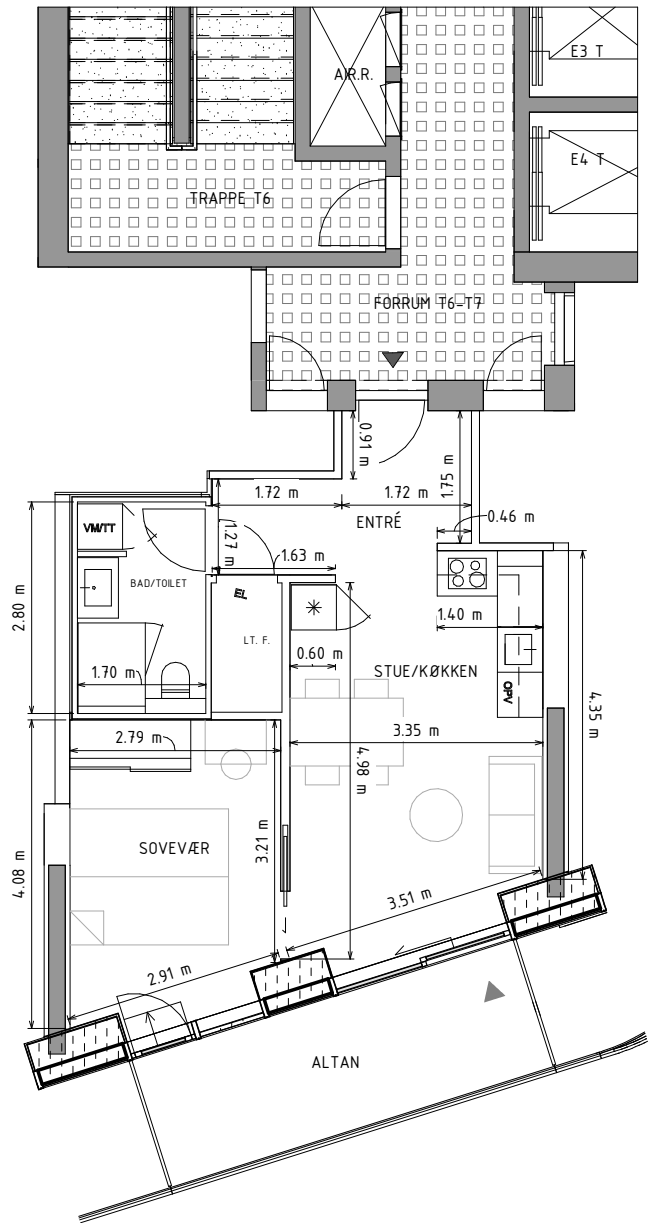 A.R.R.
E3 T
E4 T
TRAPPE T6
FORRUM T6-T7
0.91 m
1.75 m
1.72 m
1.72 m
0.46 m
ENTRÉ
VM/TT
1.27 m
1.63 m
BAD/TOILET
EL
2.80 m
1.40 m
LT. F.
0.60 m
STUE/KØKKEN
1.70 m
OPV
4.35 m
2.79 m
3.35 m
4.98 m
3.21 m
SOVEVÆR
4.08 m
3.51 m
2.91 m
ALTAN